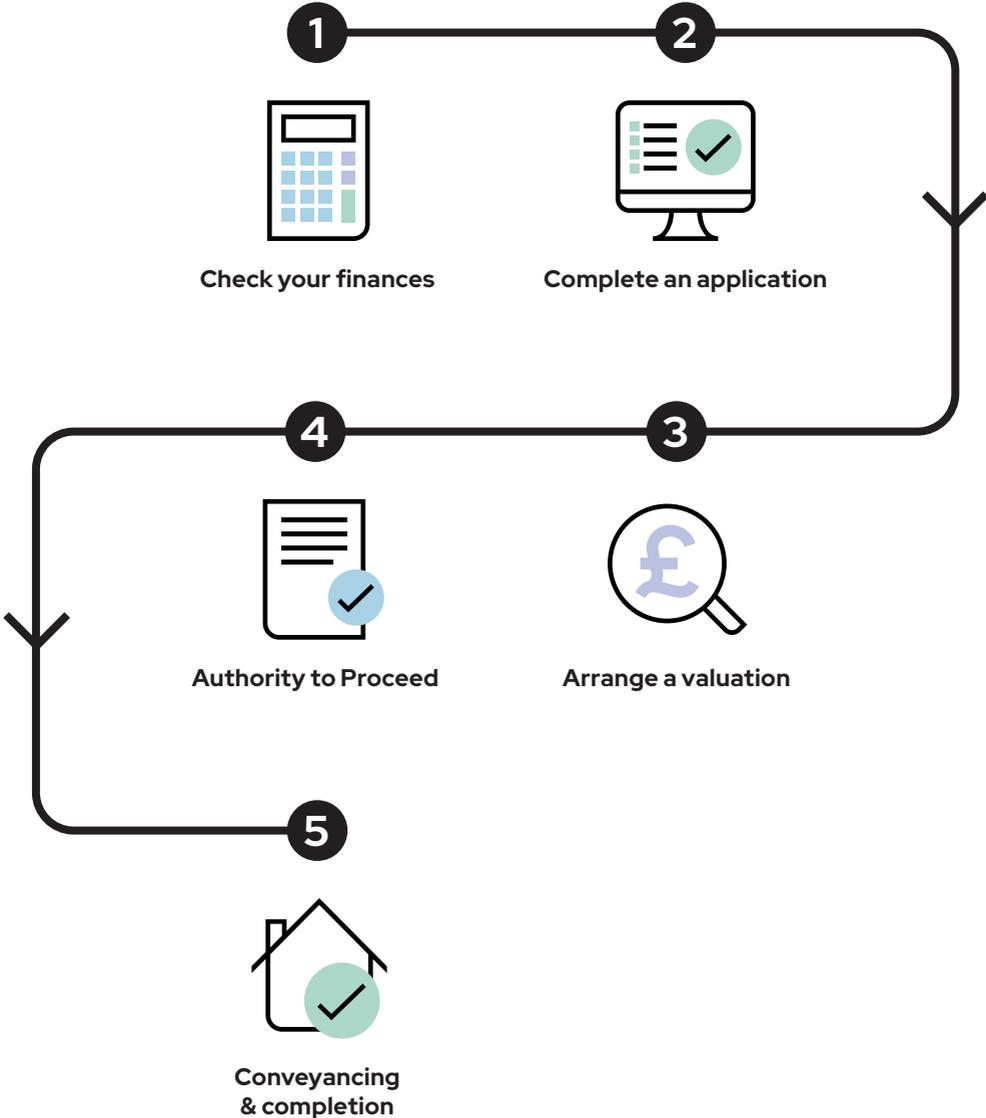 1
2
Check your finances
Complete an application
3
4
Arrange a valuation
£
Authority to Proceed
5
Conveyancing
& completion